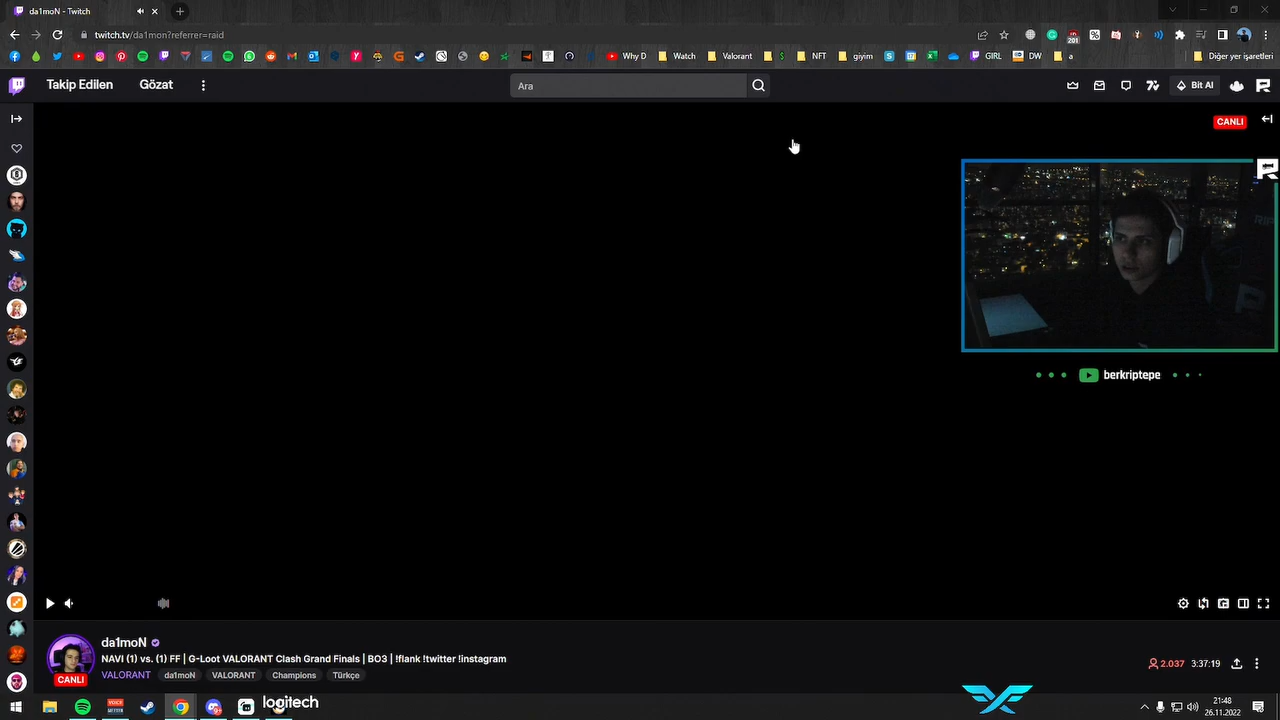 da1moN - Twitch
twitch.tv/da1mon?referrer=raid
Why D
Watch
Valorant
$
NFT
giyim
GIRL
DW
a
Diğer yer işaretleri
201
Takip Edilen
Gözat
Ara
Bit Al
CANLI
berkriptepe
da1moN
NAVI (1) vs. (1) FF | G-Loot VALORANT Clash Grand Finals | BO3 | !flank !twitter !instagram
VALORANT
da1moN
VALORANT
Champions
Türkçe
CANLI
2.037
3:37:19
VOICE
MEETER
logitech
21:48
26.11.2022